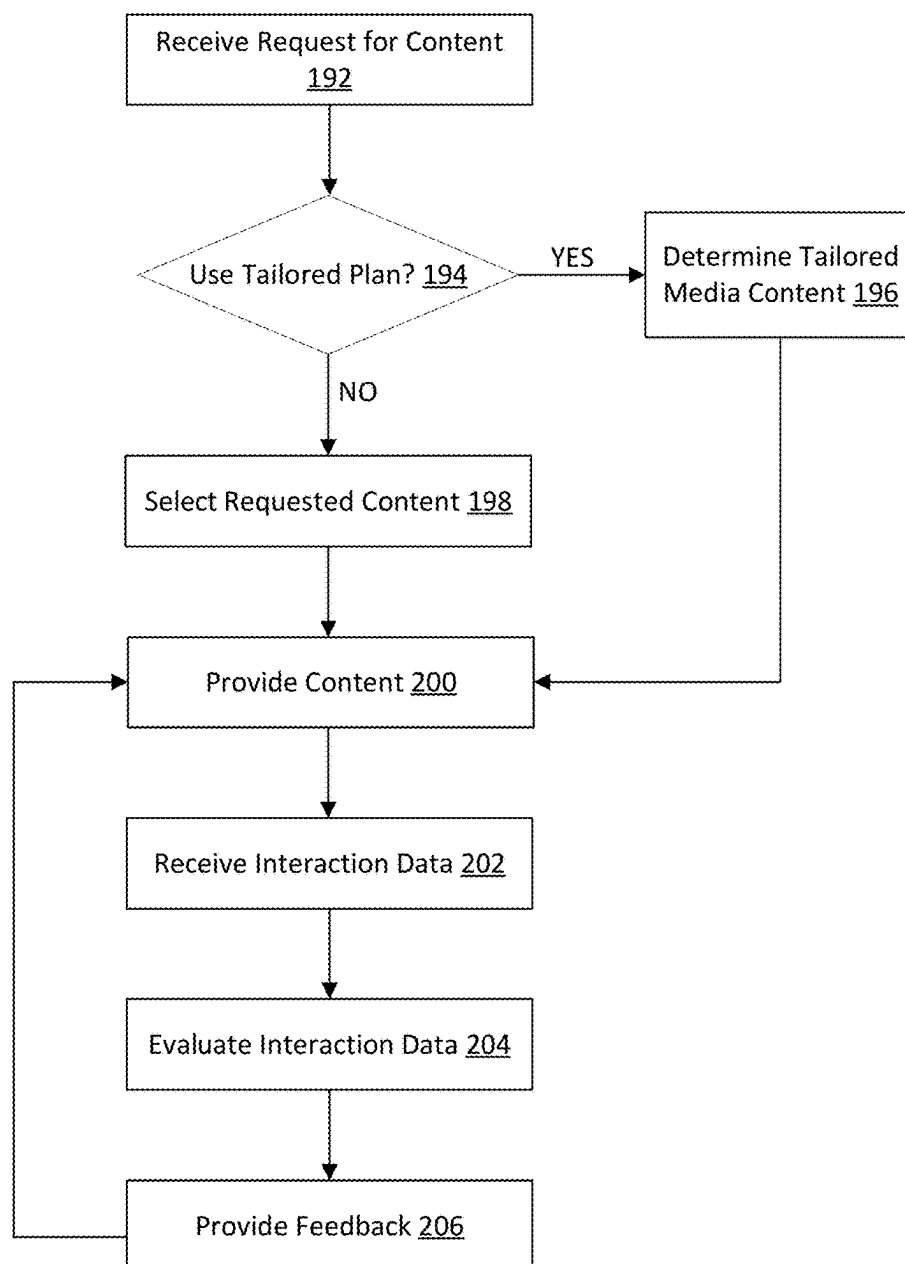 Receive Request for Content
192
Use Tailored Plan? 194
YES
Determine Tailored
Media Content 196
NO
Select Requested Content 198
Provide Content 200
Receive Interaction Data 202
Evaluate Interaction Data 204
Provide Feedback 206